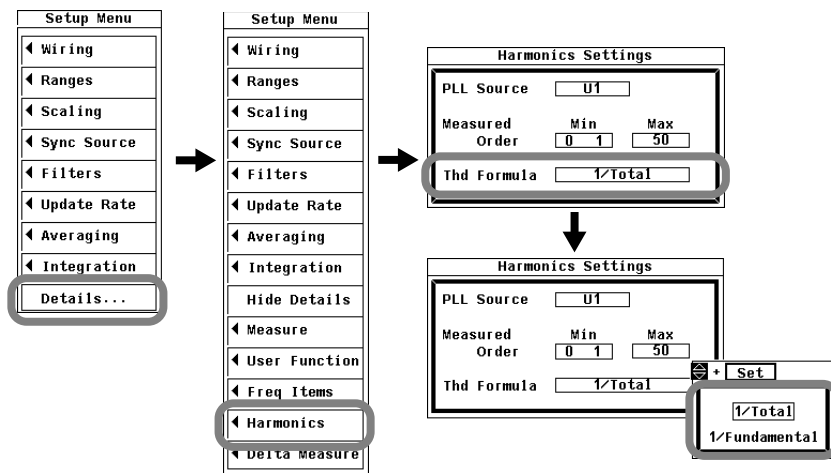 Setup Menu
Wiring
Ranges
Scaling
Sync Source
Filters
Update Rate
Averaging
Integration
Details...
Setup Menu
Wiring
Ranges
Scaling
Sync Source
Filters
Update Rate
Averaging
Integration
Hide Details
Measure
User Function
Freq Items
Harmonics
Delta Measure
Harmonics Settings
PLL Source U1
Measured Min Max
Order 0 1 50
Thd Formula 1/Total
Harmonics Settings
PLL Source U1
Measured Min Max
Order 0 1 50
Thd Formula 1/Total
+ Set
1/Total
1/Fundamental